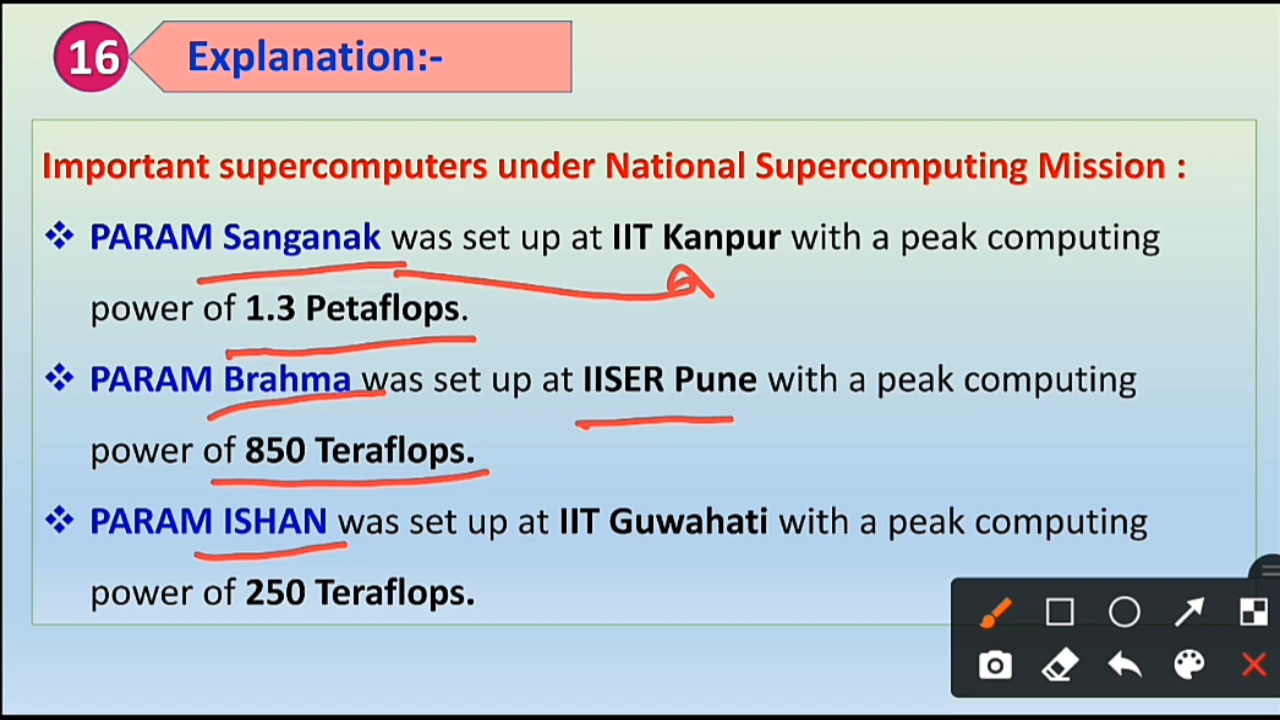 16 Explanation:-
Important supercomputers under National Supercomputing Mission :
❖ PARAM Sanganak was set up at IIT Kanpur with a peak computing
power of 1.3 Petaflops.
❖ PARAM Brahma was set up at IISER Pune with a peak computing
power of 850 Teraflops.
❖ PARAM ISHAN was set up at IIT Guwahati with a peak computing
power of 250 Teraflops.